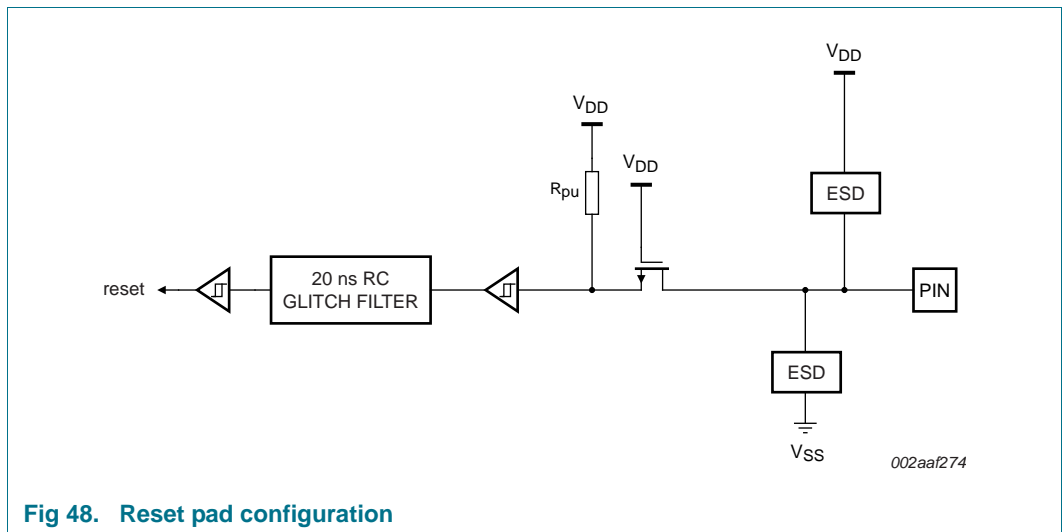 VDD
VDD
VDD
Rpu
ESD
reset
20 ns RC
GLITCH FILTER
PIN
ESD
VSS
002aaf274
Fig 48. Reset pad configuration